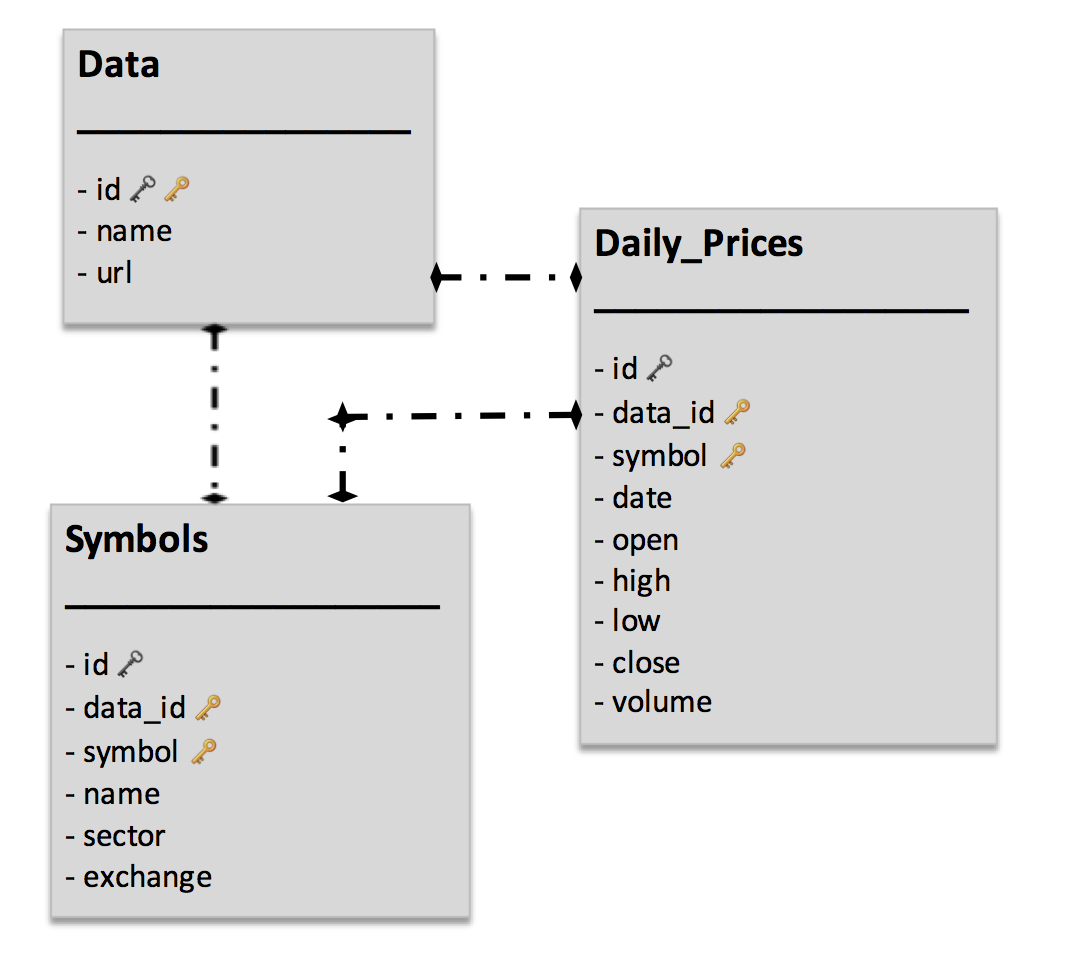 Data
- id
- name
- url
Daily_Prices
- id
- data_id
- symbol
- date
- open
- high
- low
- close
- volume
Symbols
- id
- data_id
- symbol
- name
- sector
- exchange